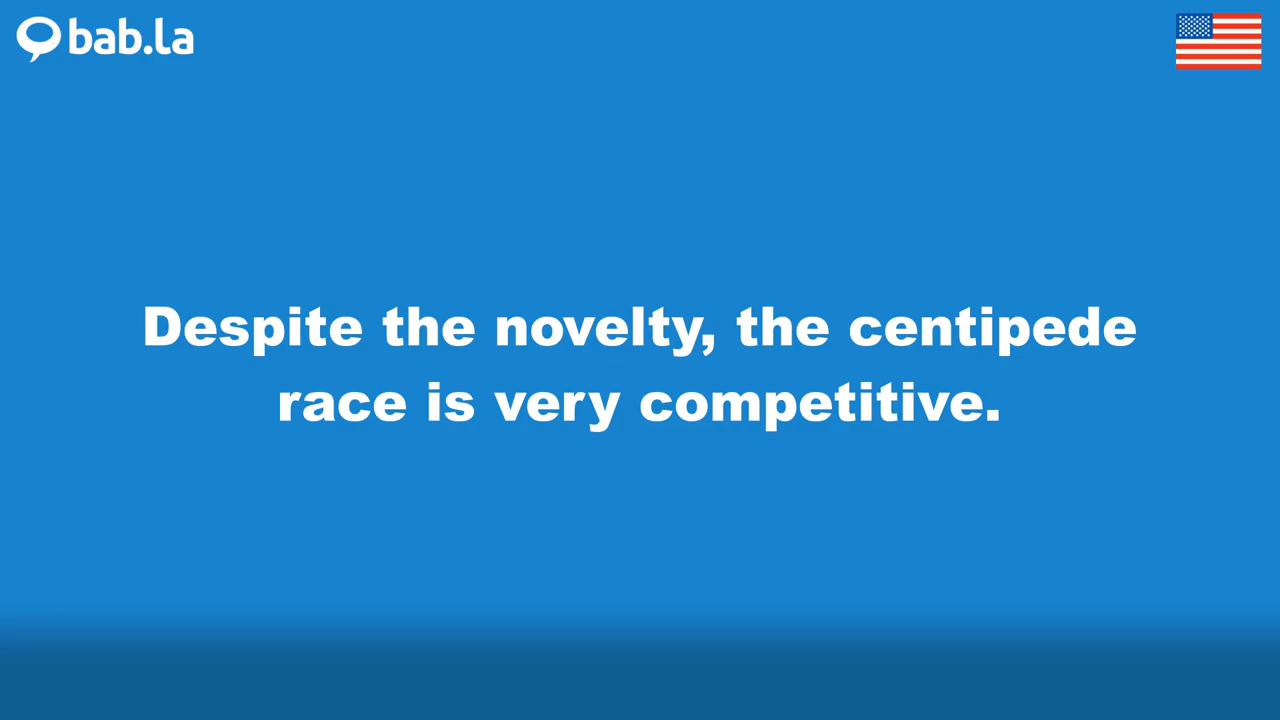 bab.la
Despite the novelty, the centipede
race is very competitive.